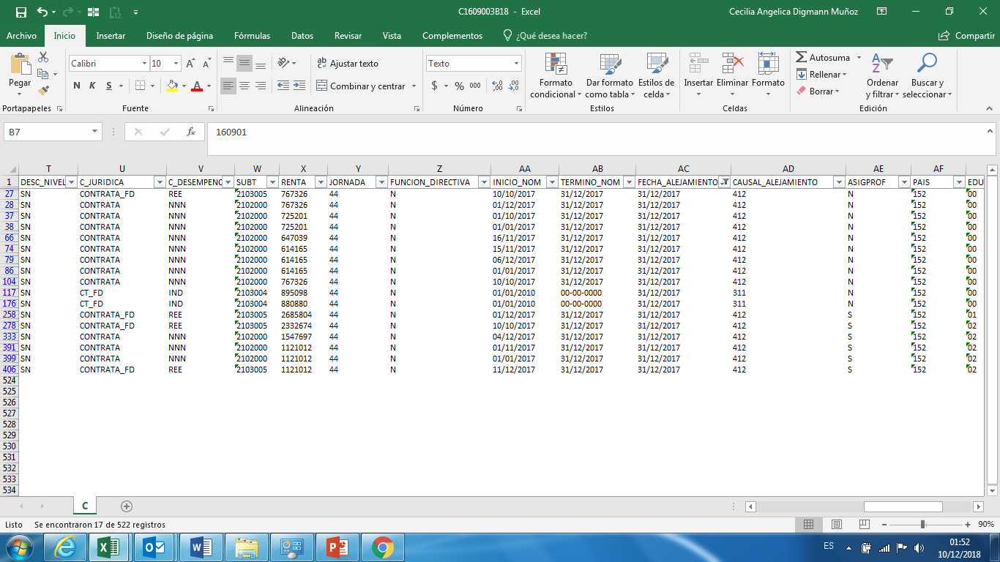 C1609003B18 - Excel
Cecilia Angelica Digmann Muñoz
Archivo Inicio Insertar Diseño de página Fórmulas Datos Revisar Vista Complementos ¿Qué desea hacer? Compartir
Pegar
Portapapeles
Calibri 10
N K S
Fuente
Ajustar texto
Combinar y centrar
Alineación
Texto
$ % 000
Número
Formato condicional
Dar formato como tabla
Estilos de celda
Estilos
Insertar Eliminar Formato
Celdas
Autosuma
Rellenar
Borrar
Ordenar y filtrar
Buscar y seleccionar
Edición
B7 fx 160901
T U V W X Y Z AA AB AC AD AE AF
1 DESC_NIVEL C_JURIDICA C_DESEMPENC SUBT RENTA JORNADA FUNCION_DIRECTIVA INICIO_NOM TERMINO_NOM FECHA_ALEJAMIENTO CAUSAL_ALEJAMIENTO ASIGPROF PAIS EDU
27 SN CONTRATA_FD REE 2103005 767326 44 N 10/10/2017 31/12/2017 31/12/2017 412 N 152 00
28 SN CONTRATA NNN 2102000 767326 44 N 01/12/2017 31/12/2017 31/12/2017 412 N 152 00
37 SN CONTRATA NNN 2102000 725201 44 N 01/10/2017 31/12/2017 31/12/2017 412 N 152 00
38 SN CONTRATA NNN 2102000 725201 44 N 01/01/2017 31/12/2017 31/12/2017 412 N 152 00
66 SN CONTRATA NNN 2102000 647039 44 N 16/11/2017 31/12/2017 31/12/2017 412 N 152 00
74 SN CONTRATA NNN 2102000 614165 44 N 15/11/2017 31/12/2017 31/12/2017 412 N 152 00
79 SN CONTRATA NNN 2102000 614165 44 N 06/12/2017 31/12/2017 31/12/2017 412 N 152 00
86 SN CONTRATA NNN 2102000 614165 44 N 01/01/2017 31/12/2017 31/12/2017 412 N 152 00
104 SN CONTRATA NNN 2102000 767326 44 N 10/10/2017 31/12/2017 31/12/2017 412 N 152 00
117 SN CT_FD IND 2103004 895098 44 N 01/01/2010 00-00-0000 31/12/2017 311 N 152 00
176 SN CT_FD IND 2103004 880880 44 N 01/01/2010 00-00-0000 31/12/2017 311 N 152 00
258 SN CONTRATA_FD REE 2103005 2685804 44 N 01/12/2017 31/12/2017 31/12/2017 412 S 152 01
278 SN CONTRATA_FD REE 2103005 2332674 44 N 10/10/2017 31/12/2017 31/12/2017 412 S 152 02
333 SN CONTRATA NNN 2102000 1547697 44 N 04/12/2017 31/12/2017 31/12/2017 412 S 152 02
391 SN CONTRATA NNN 2102000 1121012 44 N 01/11/2017 31/12/2017 31/12/2017 412 S 152 02
399 SN CONTRATA NNN 2102000 1121012 44 N 01/01/2017 31/12/2017 31/12/2017 412 S 152 02
406 SN CONTRATA_FD REE 2103005 1121012 44 N 11/12/2017 31/12/2017 31/12/2017 412 S 152 02
524
525
526
527
528
529
530
531
532
533
534
C
Listo Se encontraron 17 de 522 registros 90%
ES 01:52
10/12/2018